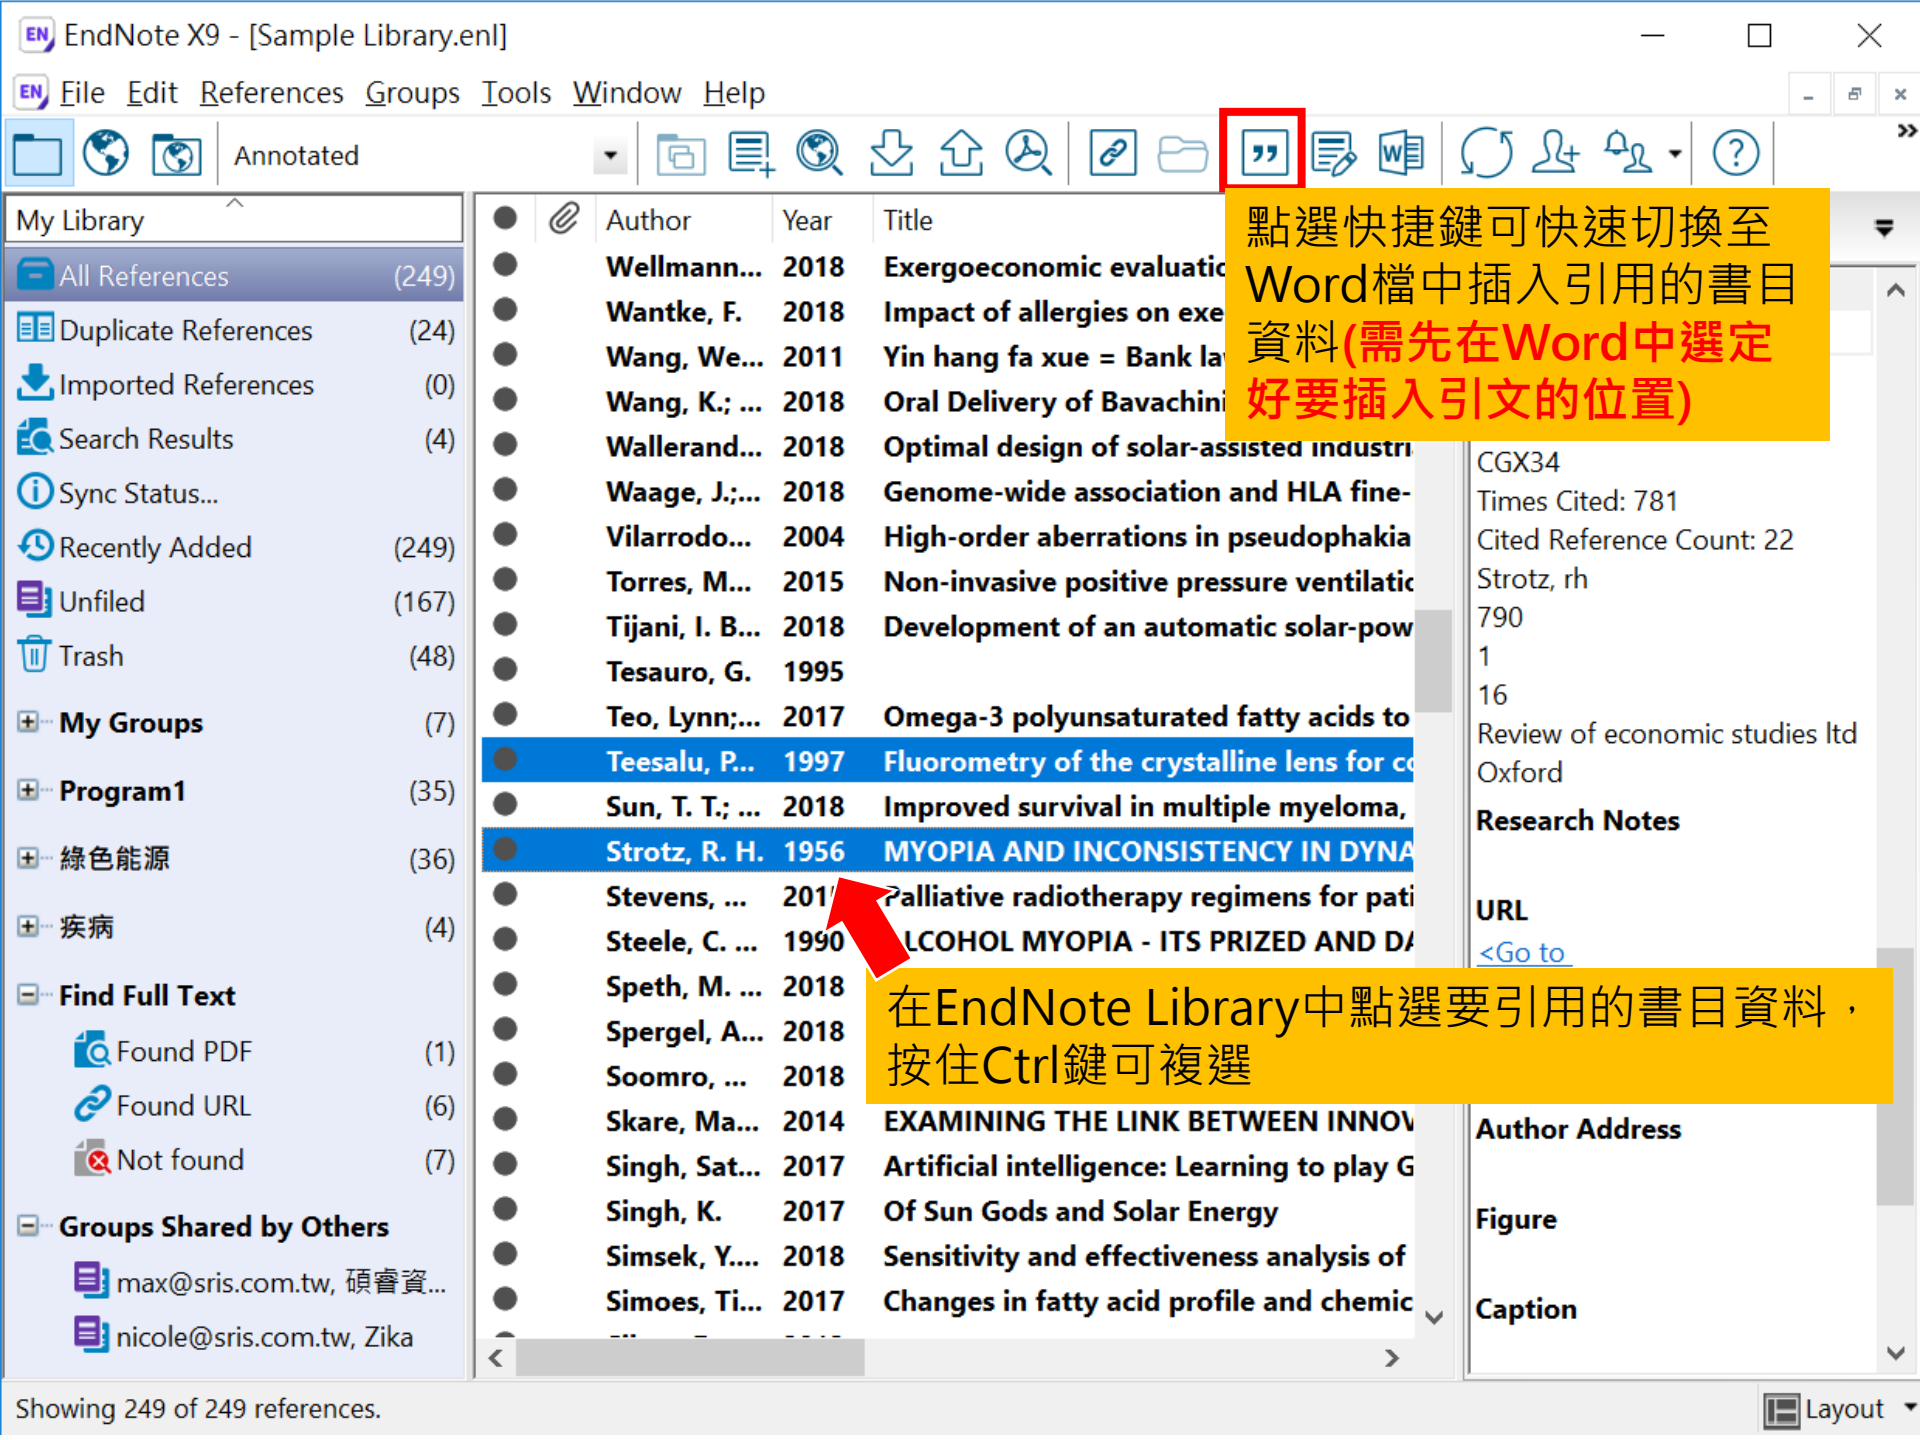 EndNote X9 - [Sample Library.enl]
File Edit References Groups Tools Window Help
Annotated
點選快捷鍵可快速切換至
Word檔中插入引用的書目
資料(需先在Word中選定
好要插入引文的位置)
My Library
All References (249)
Duplicate References (24)
Imported References (0)
Search Results (4)
Sync Status...
Recently Added (249)
Unfiled (167)
Trash (48)
My Groups (7)
Program1 (35)
綠色能源 (36)
疾病 (4)
Find Full Text
Found PDF (1)
Found URL (6)
Not found (7)
Groups Shared by Others
max@sris.com.tw, 碩睿資...
nicole@sris.com.tw, Zika
Author Year Title
Wellmann... 2018 Exergoeconomic
Wantke, F. 2018 Impact of allergies on
Wang, We... 2011 Yin hang fa xue = Bank
Wang, K.; ... 2018 Oral Delivery of
Wallerand... 2018 Optimal design of solar-assisted
Waage, J.;... 2018 Genome-wide association and HLA fine-
Vilarrodo... 2004 High-order aberrations in pseudophakia
Torres, M... 2015 Non-invasive positive pressure
Tijani, I. B... 2018 Development of an automatic solar-pow
Tesauro, G. 1995
Teo, Lynn;... 2017 Omega-3 polyunsaturated fatty acids to
Teesalu, P... 1997 Fluorometry of the crystalline lens for
Sun, T. T.; ... 2018 Improved survival in multiple myeloma,
Strotz, R. H. 1956 MYOPIA AND INCONSISTENCY IN DYNA
Stevens, ... Palliative radiotherapy regimens for pati
Steele, C. ... 1990 LCOHOL MYOPIA - ITS PRIZED AND
Speth, M. ... 2018
Spergel, A... 2018
Soomro, ... 2018
Skare, Ma... 2014 EXAMINING THE LINK BETWEEN INNOV
Singh, Sat... 2017 Artificial intelligence: Learning to play G
Singh, K. 2017 Of Sun Gods and Solar Energy
Simsek, Y.... 2018 Sensitivity and effectiveness analysis of
Simoes, Ti... 2017 Changes in fatty acid profile and chemic
在EndNote Library中點選要引用的書目資料，
按住Ctrl鍵可複選
CGX34
Times Cited: 781
Cited Reference Count: 22
Strotz, rh
790
1
16
Review of economic studies ltd
Oxford
Research Notes
URL
<Go to
Author Address
Figure
Caption
Showing 249 of 249 references.
Layout